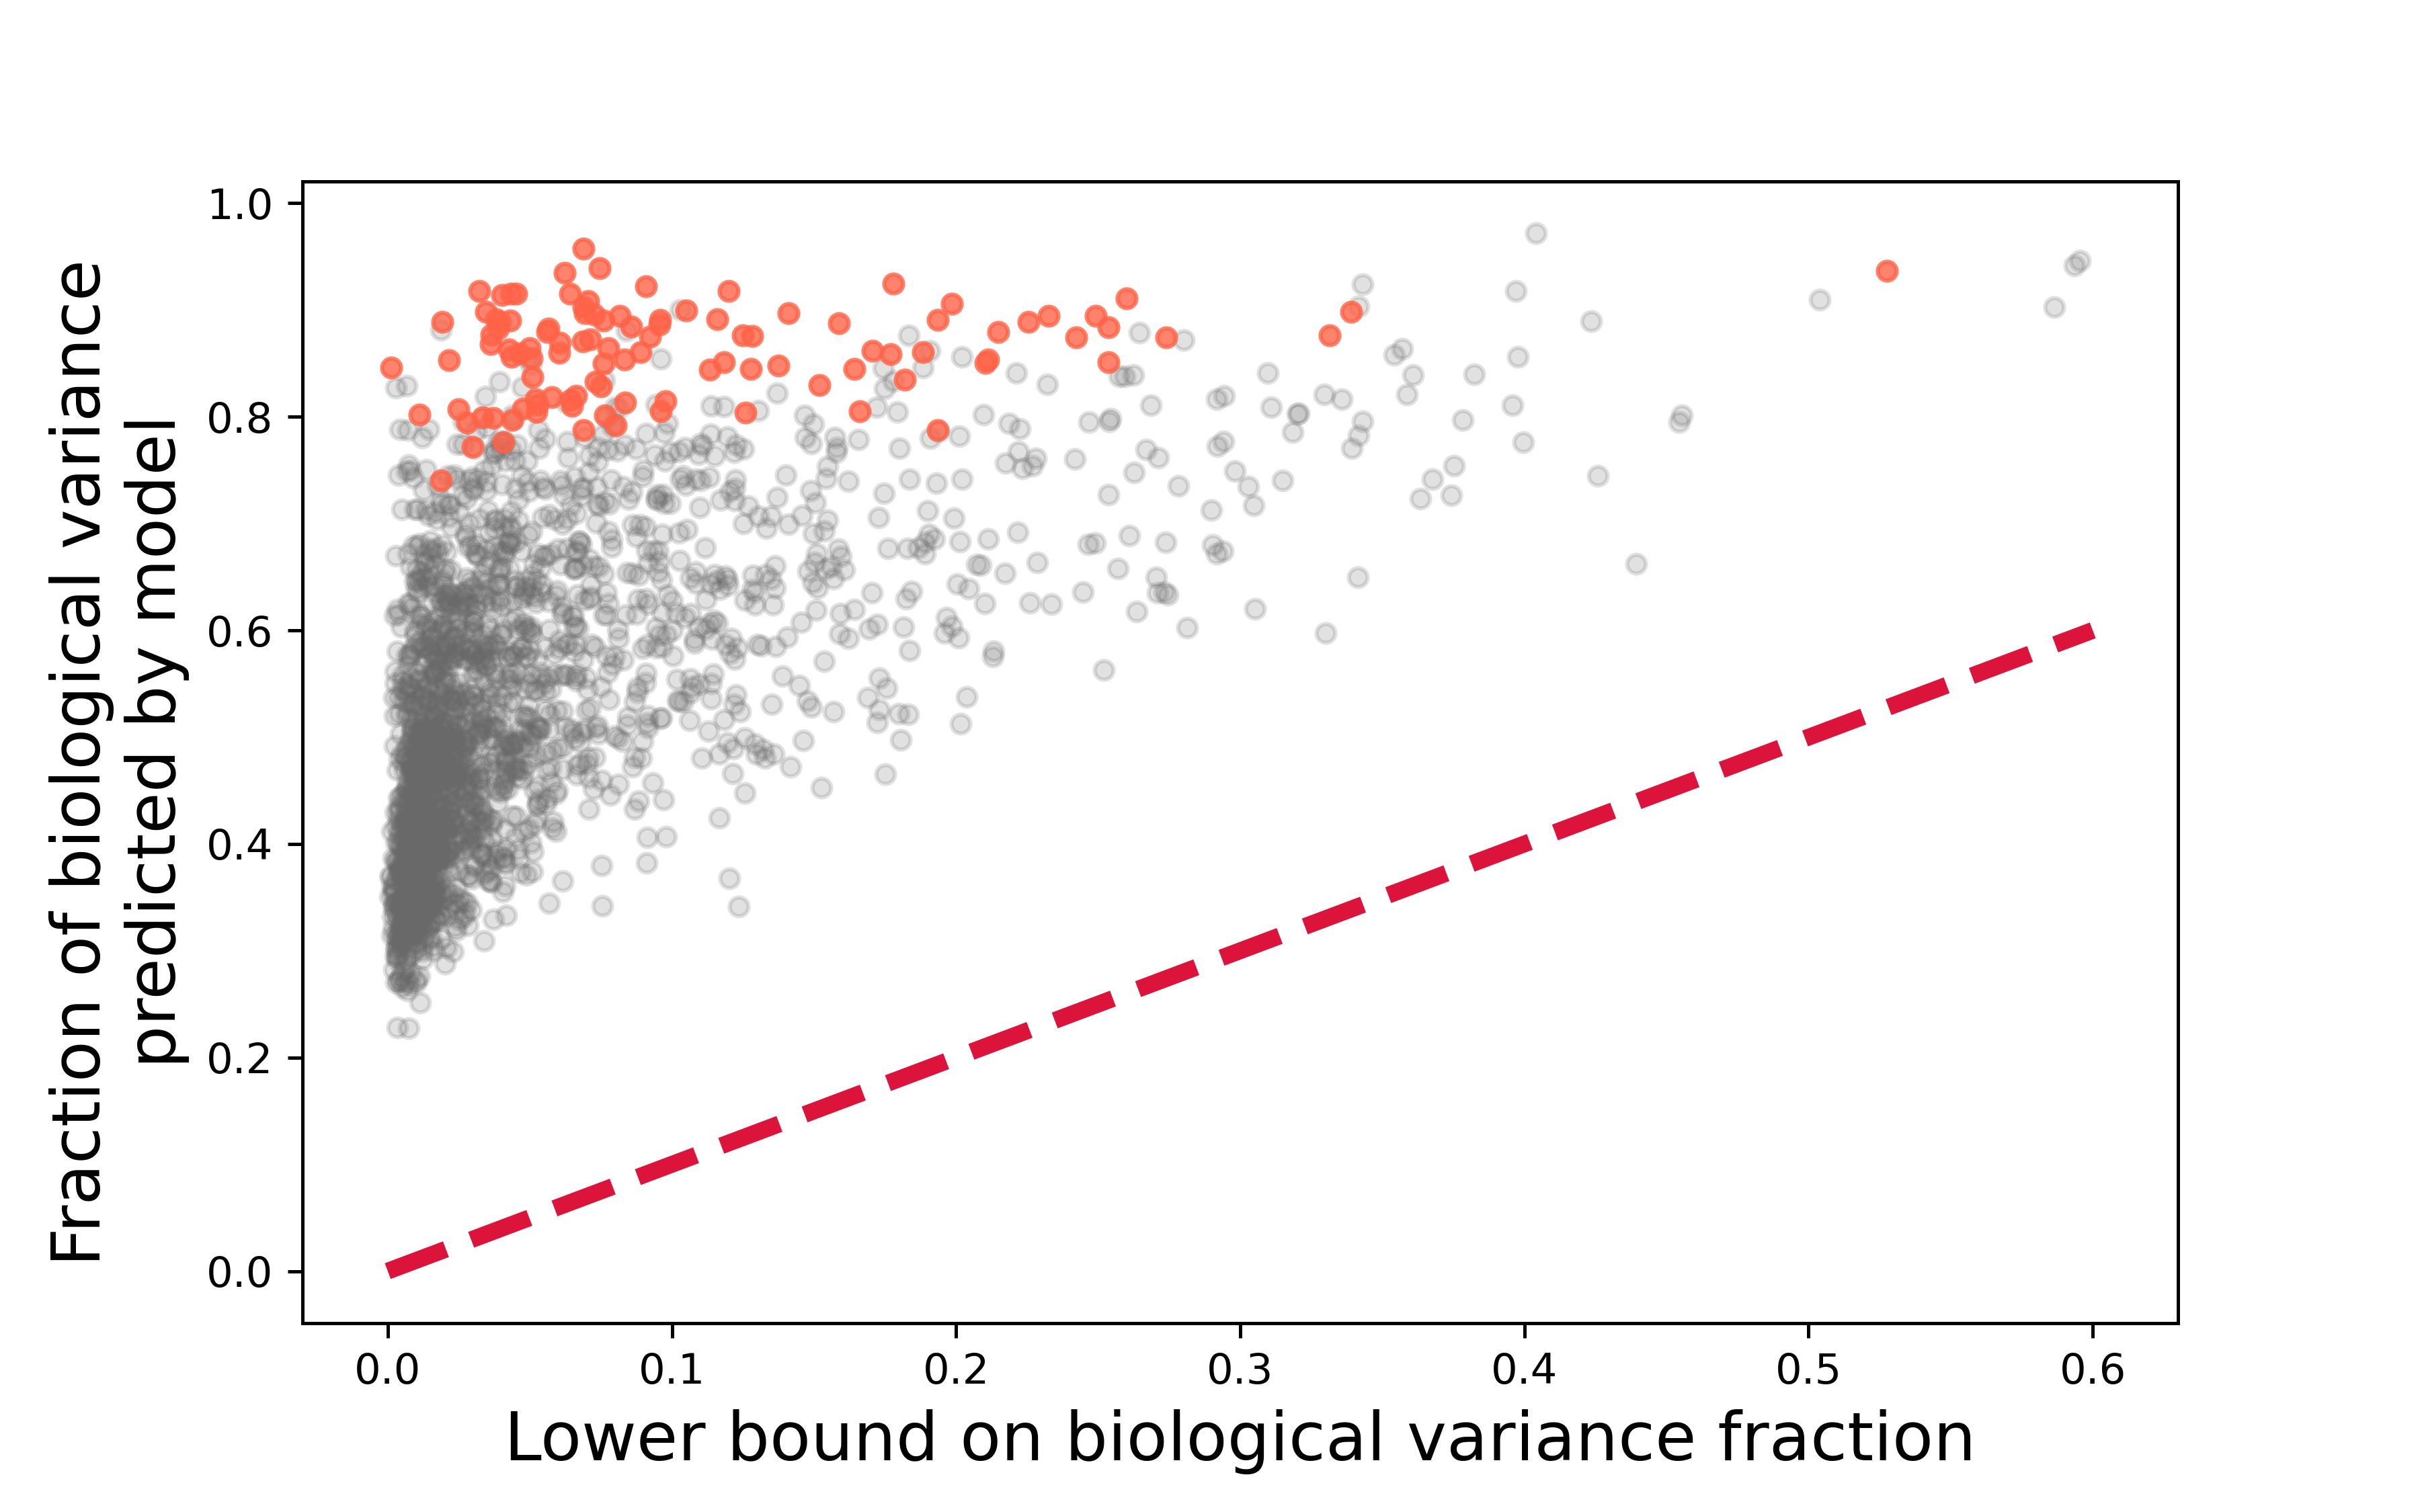 Fraction of biological variance
predicted by model
1.0
0.8
0.6
0.4
0.2
0.0
0.0 0.1 0.2 0.3 0.4 0.5 0.6
Lower bound on biological variance fraction